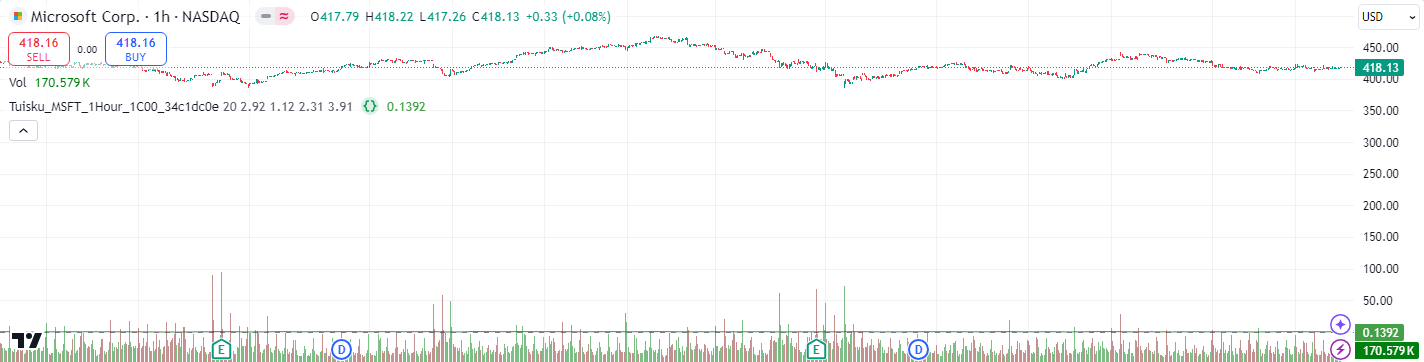 Microsoft Corp. · 1h · NASDAQ O417.79 H418.22 L417.26 C418.13 +0.33 (+0.08%)
USD
418.16 SELL
0.00
418.16 BUY
Vol 170.579 K
Tuisku_MSFT_1Hour_1C00_34c1dc0e 20 2.92 1.12 2.31 3.91 {} 0.1392
450.00
418.13
400.00
350.00
300.00
250.00
200.00
150.00
100.00
50.00
0.1392
170.579 K
E
D
E
D